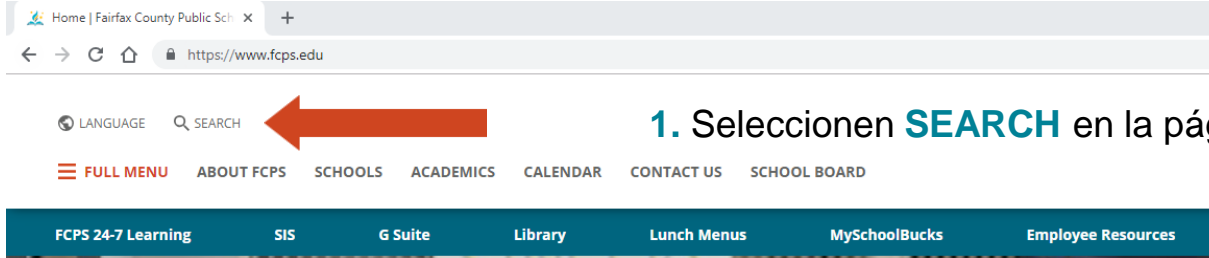 Home | Fairfax County Public Sch
https://www.fcps.edu
LANGUAGE SEARCH
1. Seleccionen SEARCH en la
FULL MENU ABOUT FCPS SCHOOLS ACADEMICS CALENDAR CONTACT US SCHOOL BOARD
FCPS 24-7 Learning SIS G Suite Library Lunch Menus MySchoolBucks Employee Resources